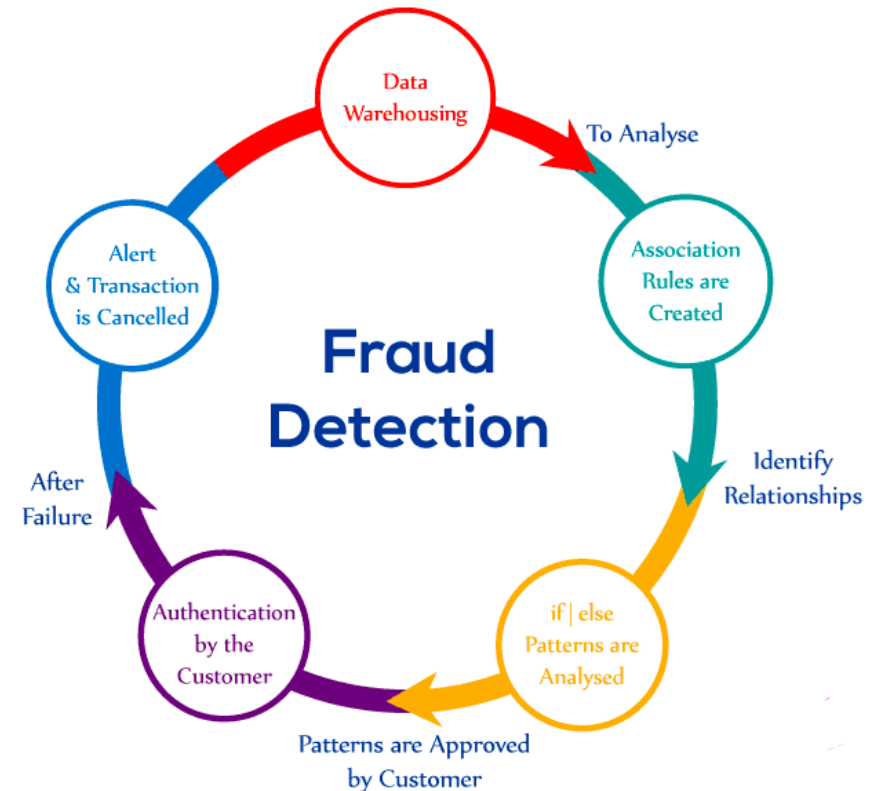 Data
Warehousing
To Analyse
Association
Rules are
Created
Identify
Relationships
if | else
Patterns are
Analysed
Patterns are Approved
by Customer
Authentication
by the
Customer
After
Failure
Alert
& Transaction
is Cancelled
Fraud
Detection